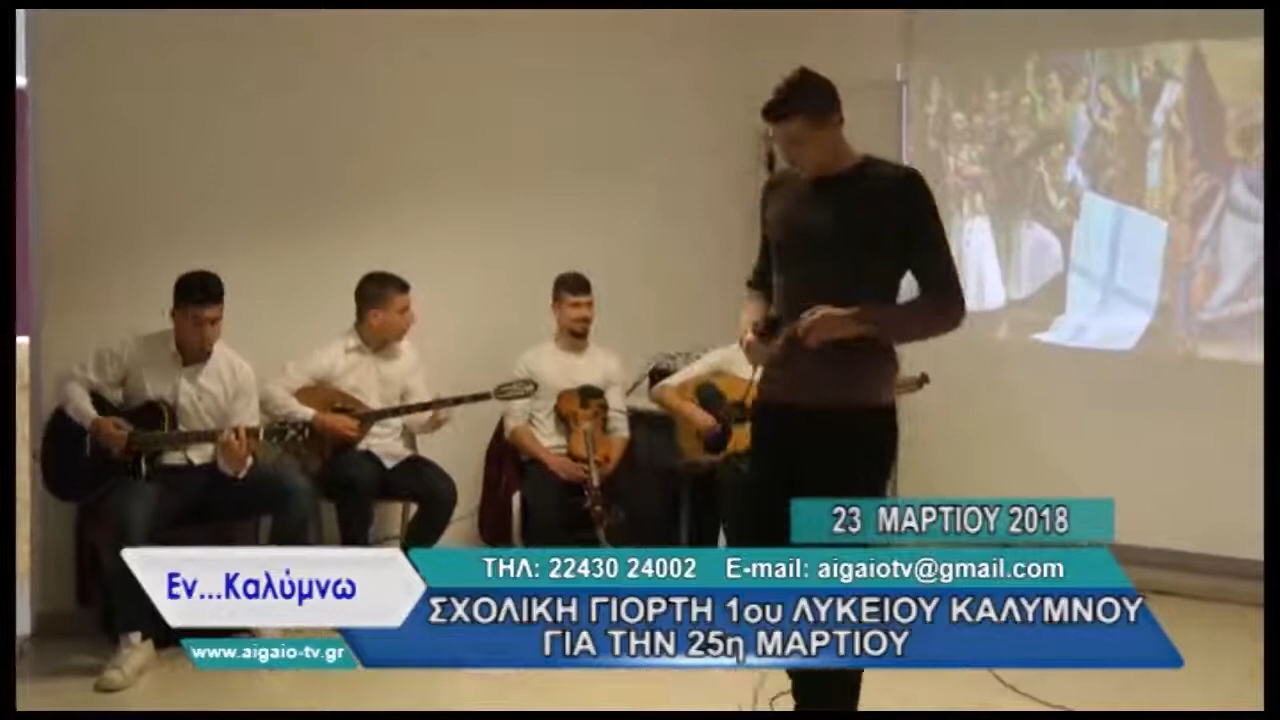 23 ΜΑΡΤΙΟΥ 2018
ΤΗΛ: 22430 24002 E-mail: aigaiotv@gmail.com
Εν...Καλύμνω
ΣΧΟΛΙΚΗ ΓΙΟΡΤΗ 1ου ΛΥΚΕΙΟΥ ΚΑΛΥΜΝΟΥ
ΓΙΑ ΤΗΝ 25η ΜΑΡΤΙΟΥ
www.aigaio-tv.gr